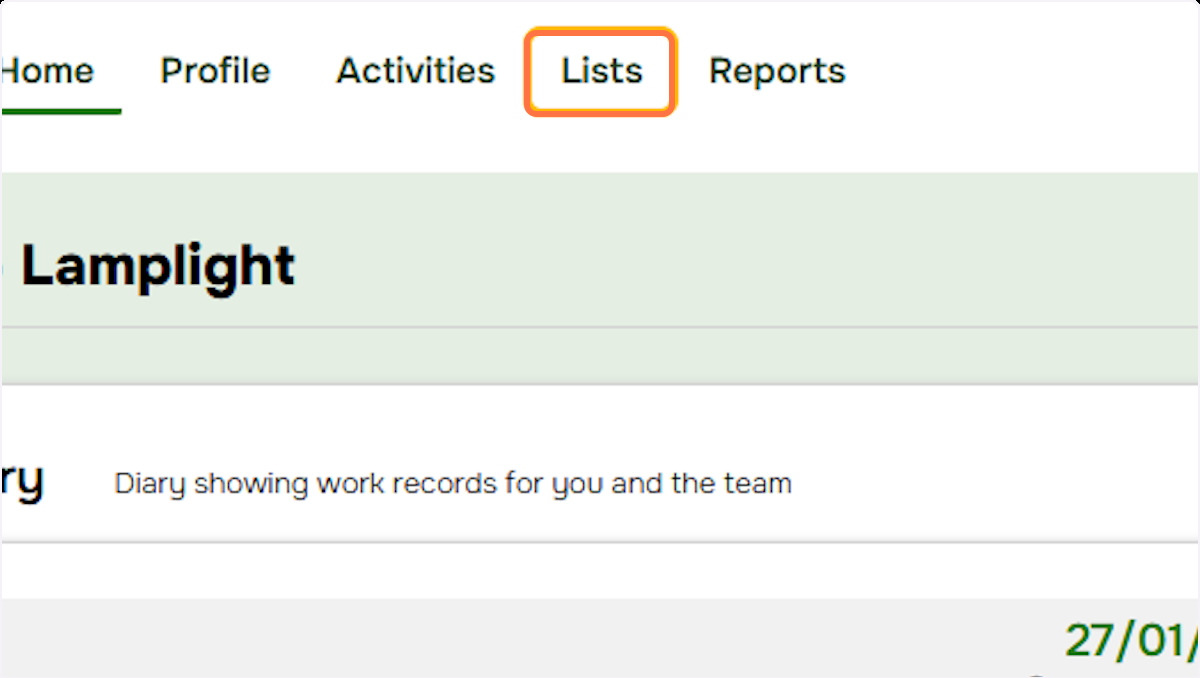 Home Profile Activities Lists Reports
Lamplight
ry Diary showing work records for you and the team
27/01/